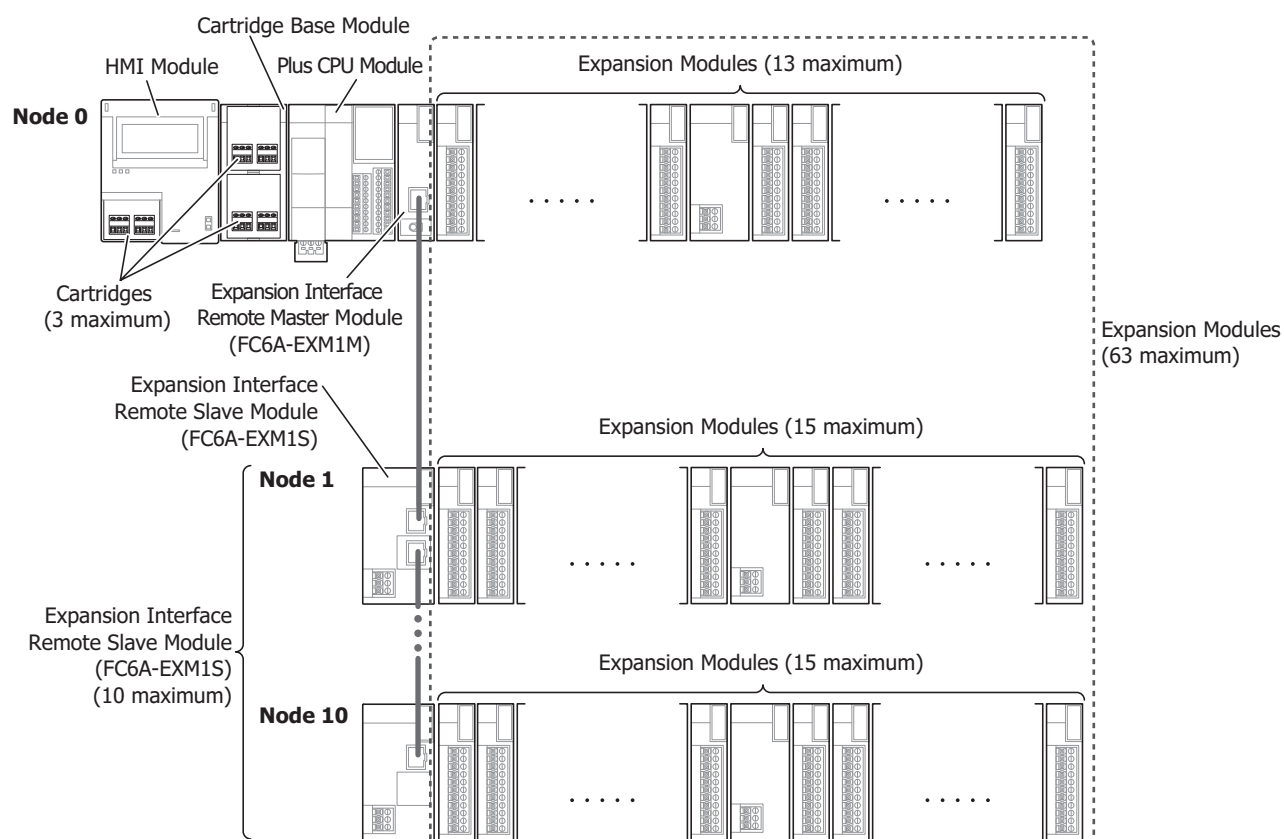 Cartridge Base Module
HMI Module
Plus CPU Module
Expansion Modules (13 maximum)
Node 0
Cartridges
(3 maximum)
Expansion Interface
Remote Master Module
(FC6A-EXM1M)
Expansion Modules
(63 maximum)
Expansion Interface
Remote Slave Module
(FC6A-EXM1S)
Expansion Modules (15 maximum)
Node 1
Expansion Interface
Remote Slave Module
(FC6A-EXM1S)
(10 maximum)
Expansion Modules (15 maximum)
Node 10